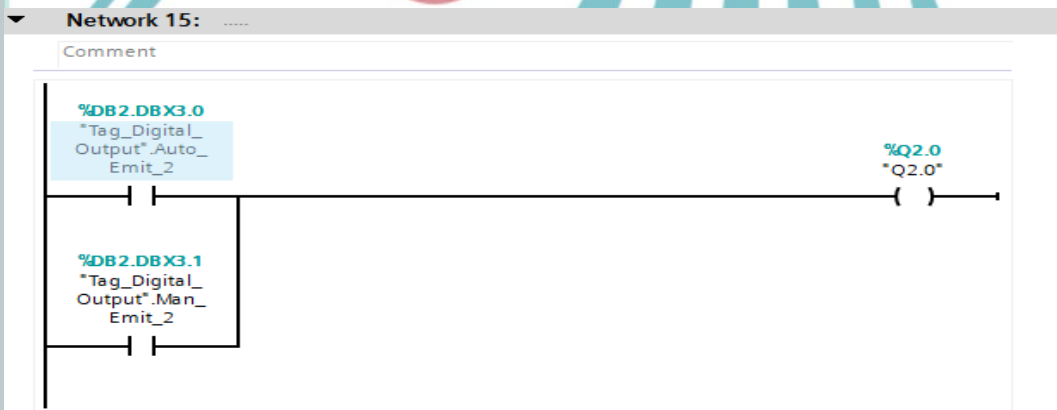 Network 15: .....
Comment
%DB2.DBX3.0
"Tag_Digital_
Output".Auto_
Emit_2
%Q2.0
"Q2.0"
%DB2.DBX3.1
"Tag_Digital_
Output".Man_
Emit_2